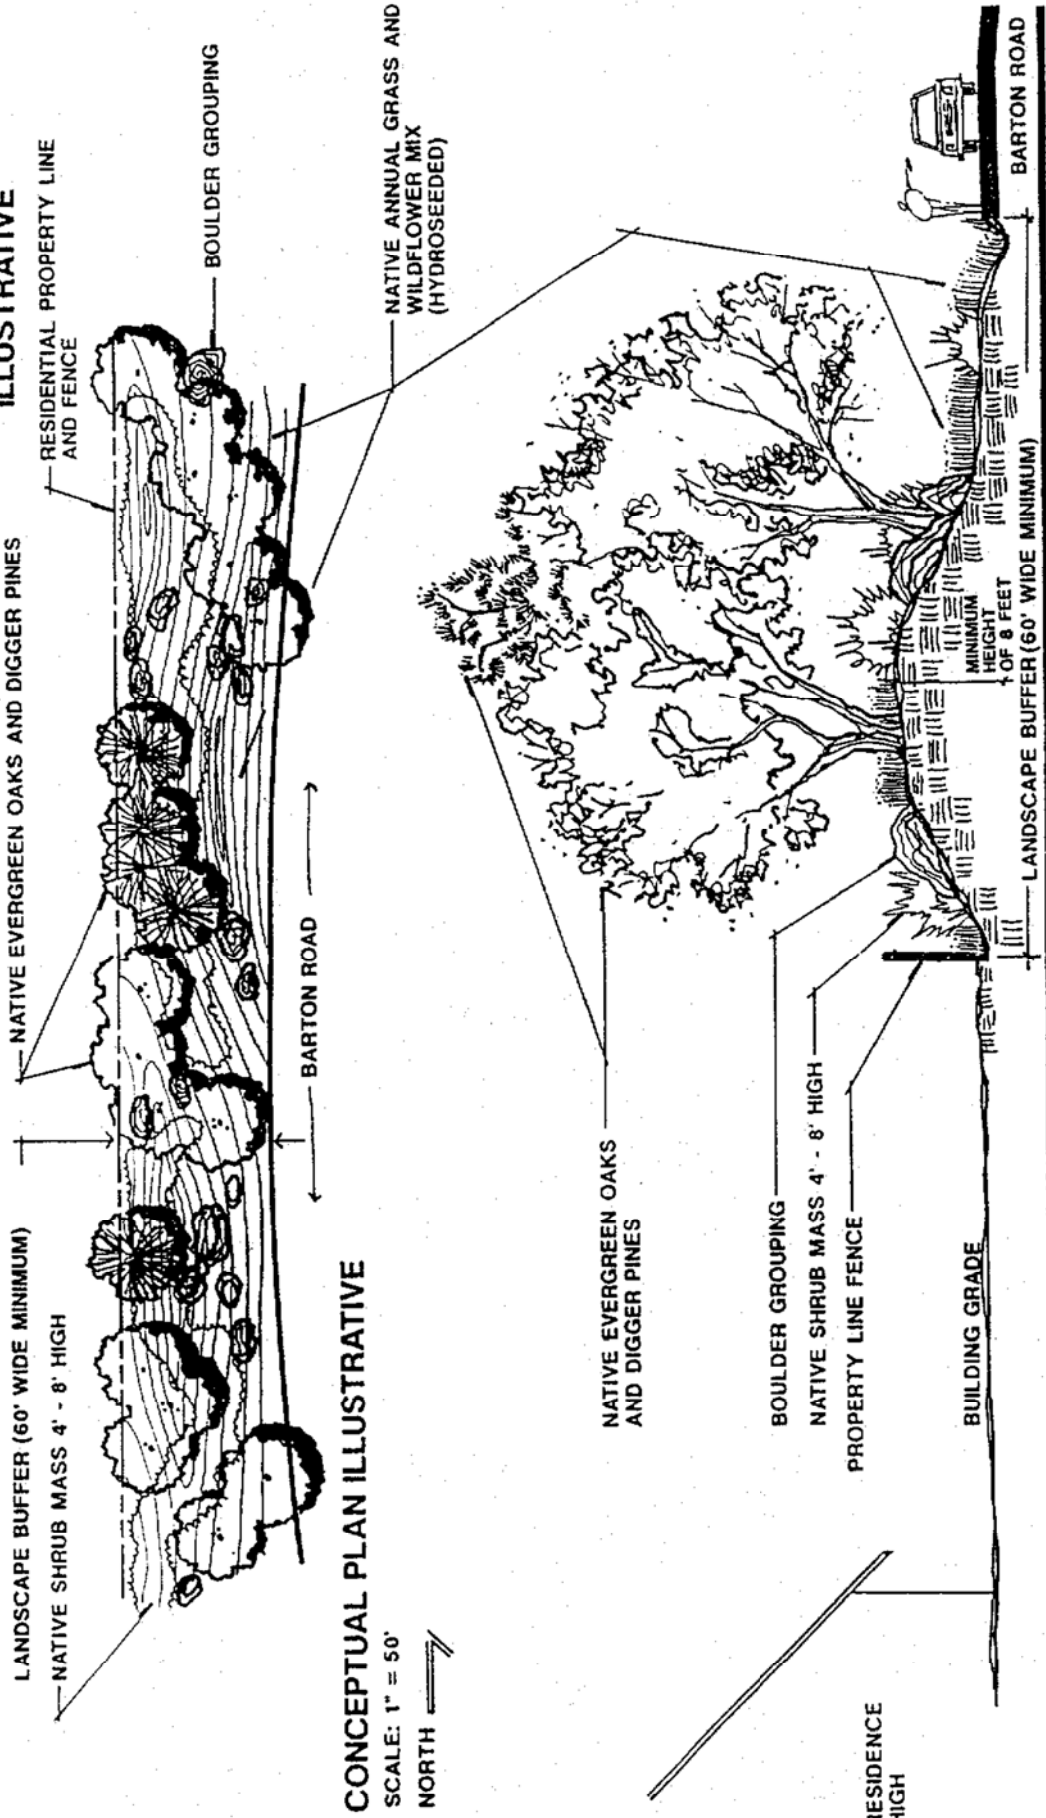 ILLUSTRATIVE
LANDSCAPE BUFFER (60' WIDE MINIMUM)
NATIVE EVERGREEN OAKS AND DIGGER PINES
NATIVE SHRUB MASS 4' - 8' HIGH
RESIDENTIAL PROPERTY LINE
AND FENCE
BOULDER GROUPING
BARTON ROAD
NATIVE ANNUAL GRASS AND
WILDFLOWER MIX
(HYDROSEEDED)
CONCEPTUAL PLAN ILLUSTRATIVE
SCALE: 1" = 50'
NORTH
NATIVE EVERGREEN OAKS
AND DIGGER PINES
BOULDER GROUPING
NATIVE SHRUB MASS 4' - 8' HIGH
PROPERTY LINE FENCE
BUILDING GRADE
MINIMUM
HEIGHT
OF 8 FEET
LANDSCAPE BUFFER (60' WIDE MINIMUM)
BARTON ROAD
HIGH